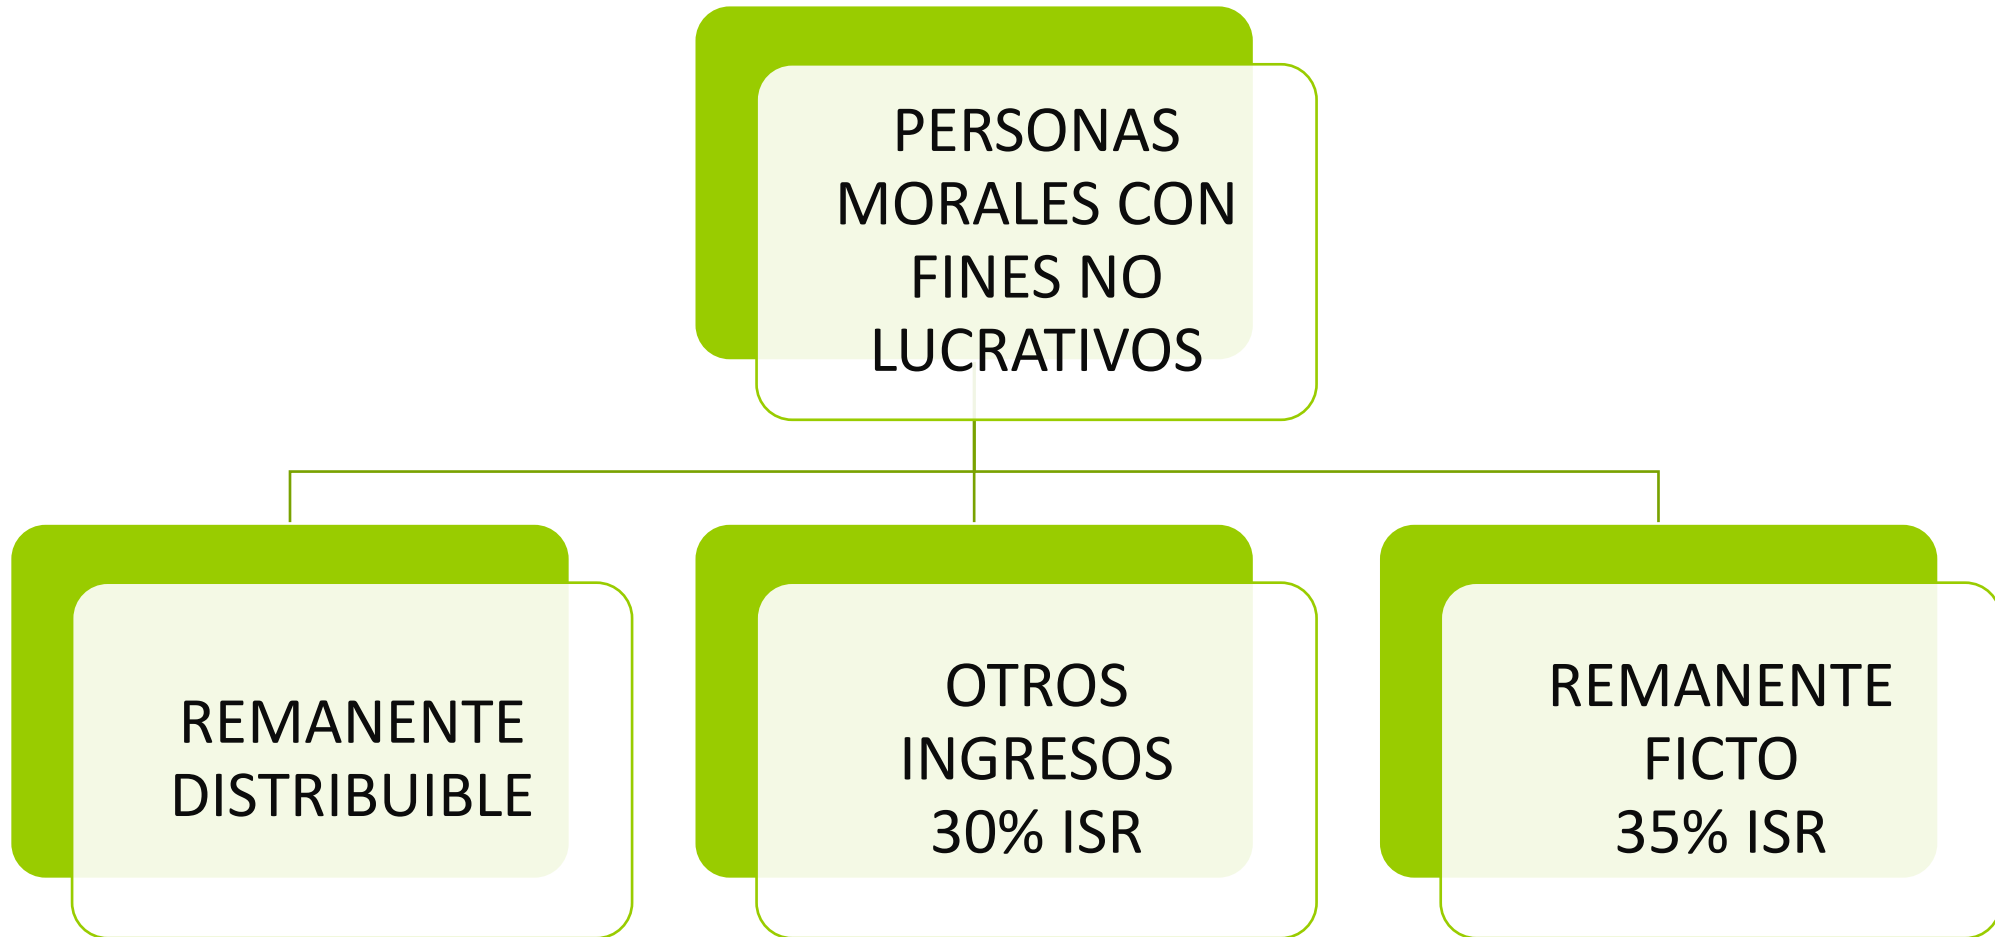 PERSONAS
MORALES CON
FINES NO
LUCRATIVOS
REMANENTE
DISTRIBUIBLE
OTROS
INGRESOS
30% ISR
REMANENTE
FICTO
35% ISR